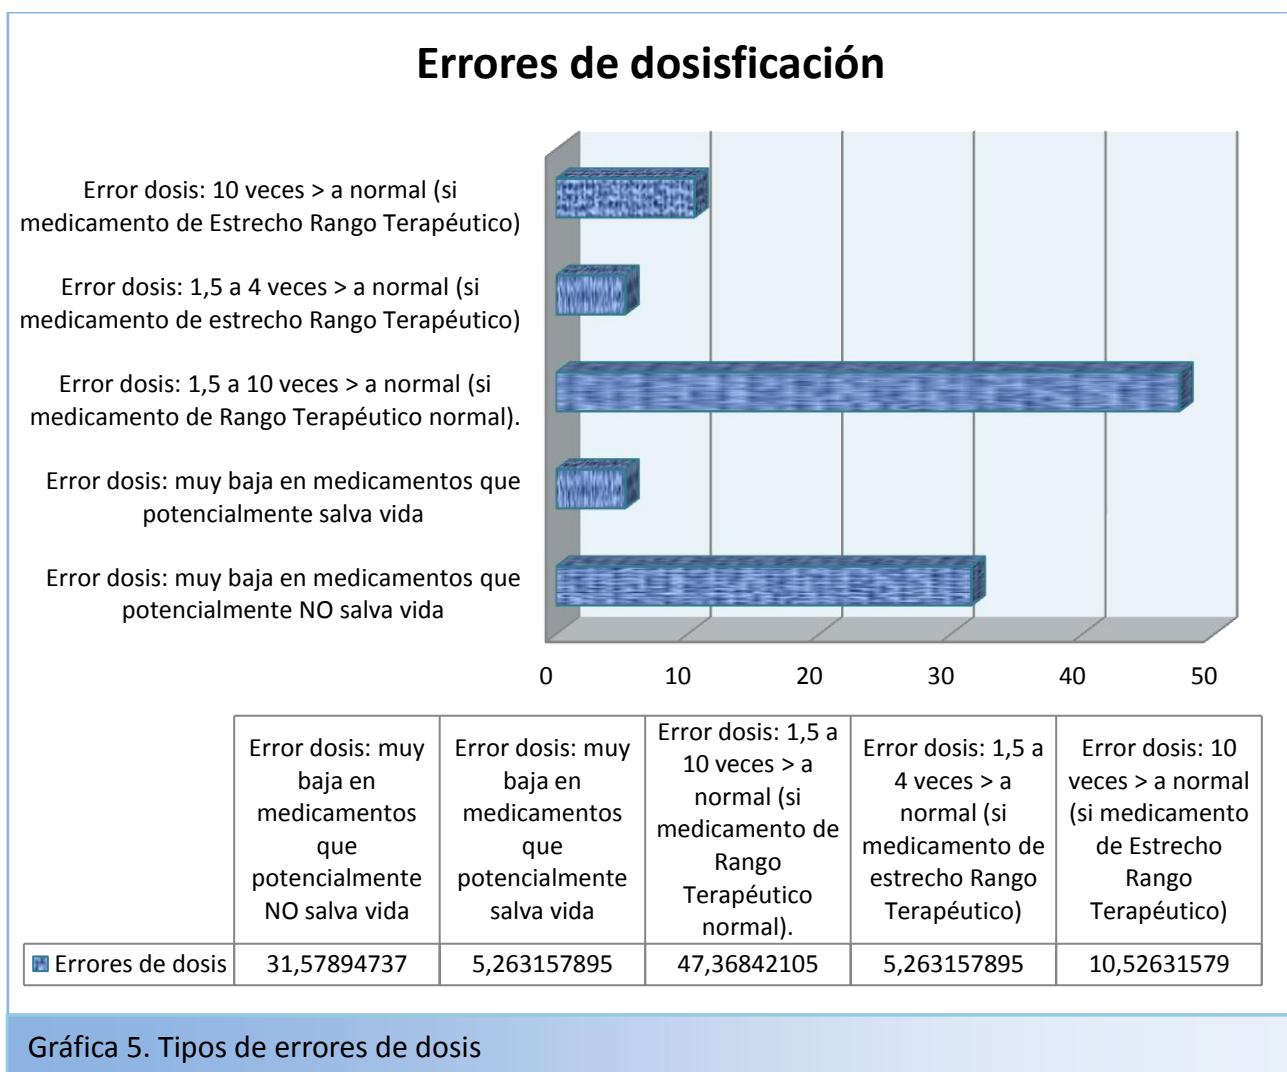 Errores de dosisficación
Error dosis: 10 veces > a normal (si
medicamento de Estrecho Rango Terapéutico)
Error dosis: 1,5 a 4 veces > a normal (si
medicamento de estrecho Rango Terapéutico)
Error dosis: 1,5 a 10 veces > a normal (si
medicamento de Rango Terapéutico normal).
Error dosis: muy baja en medicamentos que
potencialmente salva vida
Error dosis: muy baja en medicamentos que
potencialmente NO salva vida
0 10 20 30 40 50
Error dosis: muy
baja en
medicamentos
que
potencialmente
NO salva vida
Error dosis: muy
baja en
medicamentos
que
potencialmente
salva vida
Error dosis: 1,5 a
10 veces > a
normal (si
medicamento de
Rango
Terapéutico
normal).
Error dosis: 1,5 a
4 veces > a
normal (si
medicamento de
estrecho Rango
Terapéutico)
Error dosis: 10
veces > a normal
(si medicamento
de Estrecho
Rango
Terapéutico)
Errores de dosis 31,57894737 5,263157895 47,36842105 5,263157895 10,52631579
Gráfica 5. Tipos de errores de dosis